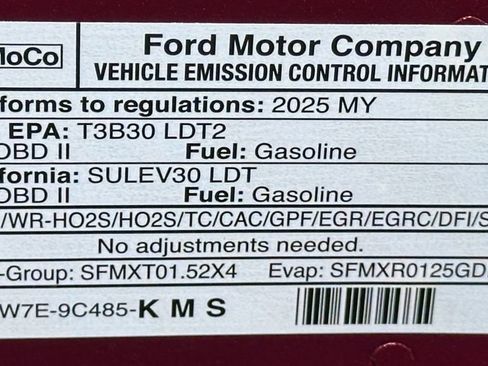 MoCo
Ford Motor Company
VEHICLE EMISSION CONTROL INFORMAT
forms to regulations: 2025 MY
EPA: T3B30 LDT2
OBD II Fuel: Gasoline
fornia: SULEV30 LDT
OBD II Fuel: Gasoline
/WR-HO2S/HO2S/TC/CAC/GPF/EGR/EGRC/DFI/S
No adjustments needed.
-Group: SFMXT01.52X4 Evap: SFMXR0125GD
W7E-9C485-K M S